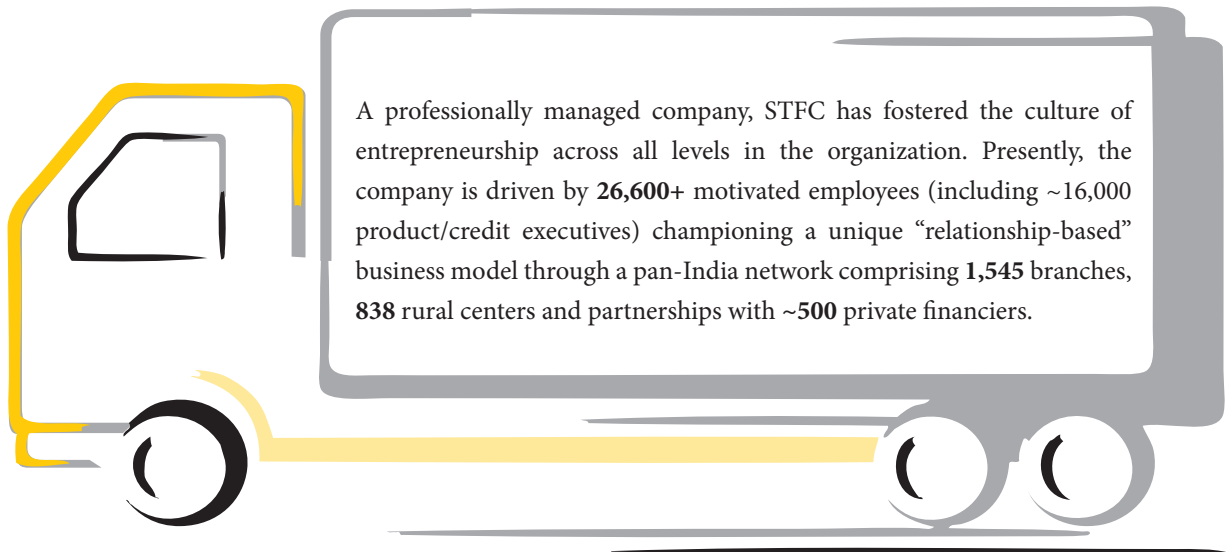 A professionally managed company, STFC has fostered the culture of
entrepreneurship across all levels in the organization. Presently, the
company is driven by 26,600+ motivated employees (including ~16,000
product/credit executives) championing a unique “relationship-based”
business model through a pan-India network comprising 1,545 branches,
838 rural centers and partnerships with ~500 private financiers.